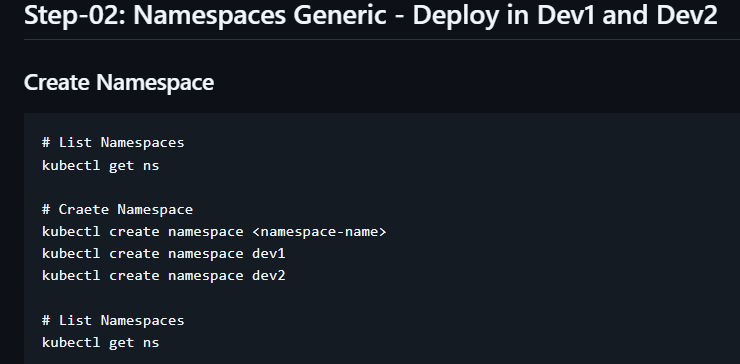 Step-02: Namespaces Generic - Deploy in Dev1 and Dev2
Create Namespace
# List Namespaces
kubectl get ns
# Craete Namespace
kubectl create namespace <namespace-name>
kubectl create namespace dev1
kubectl create namespace dev2
# List Namespaces
kubectl get ns